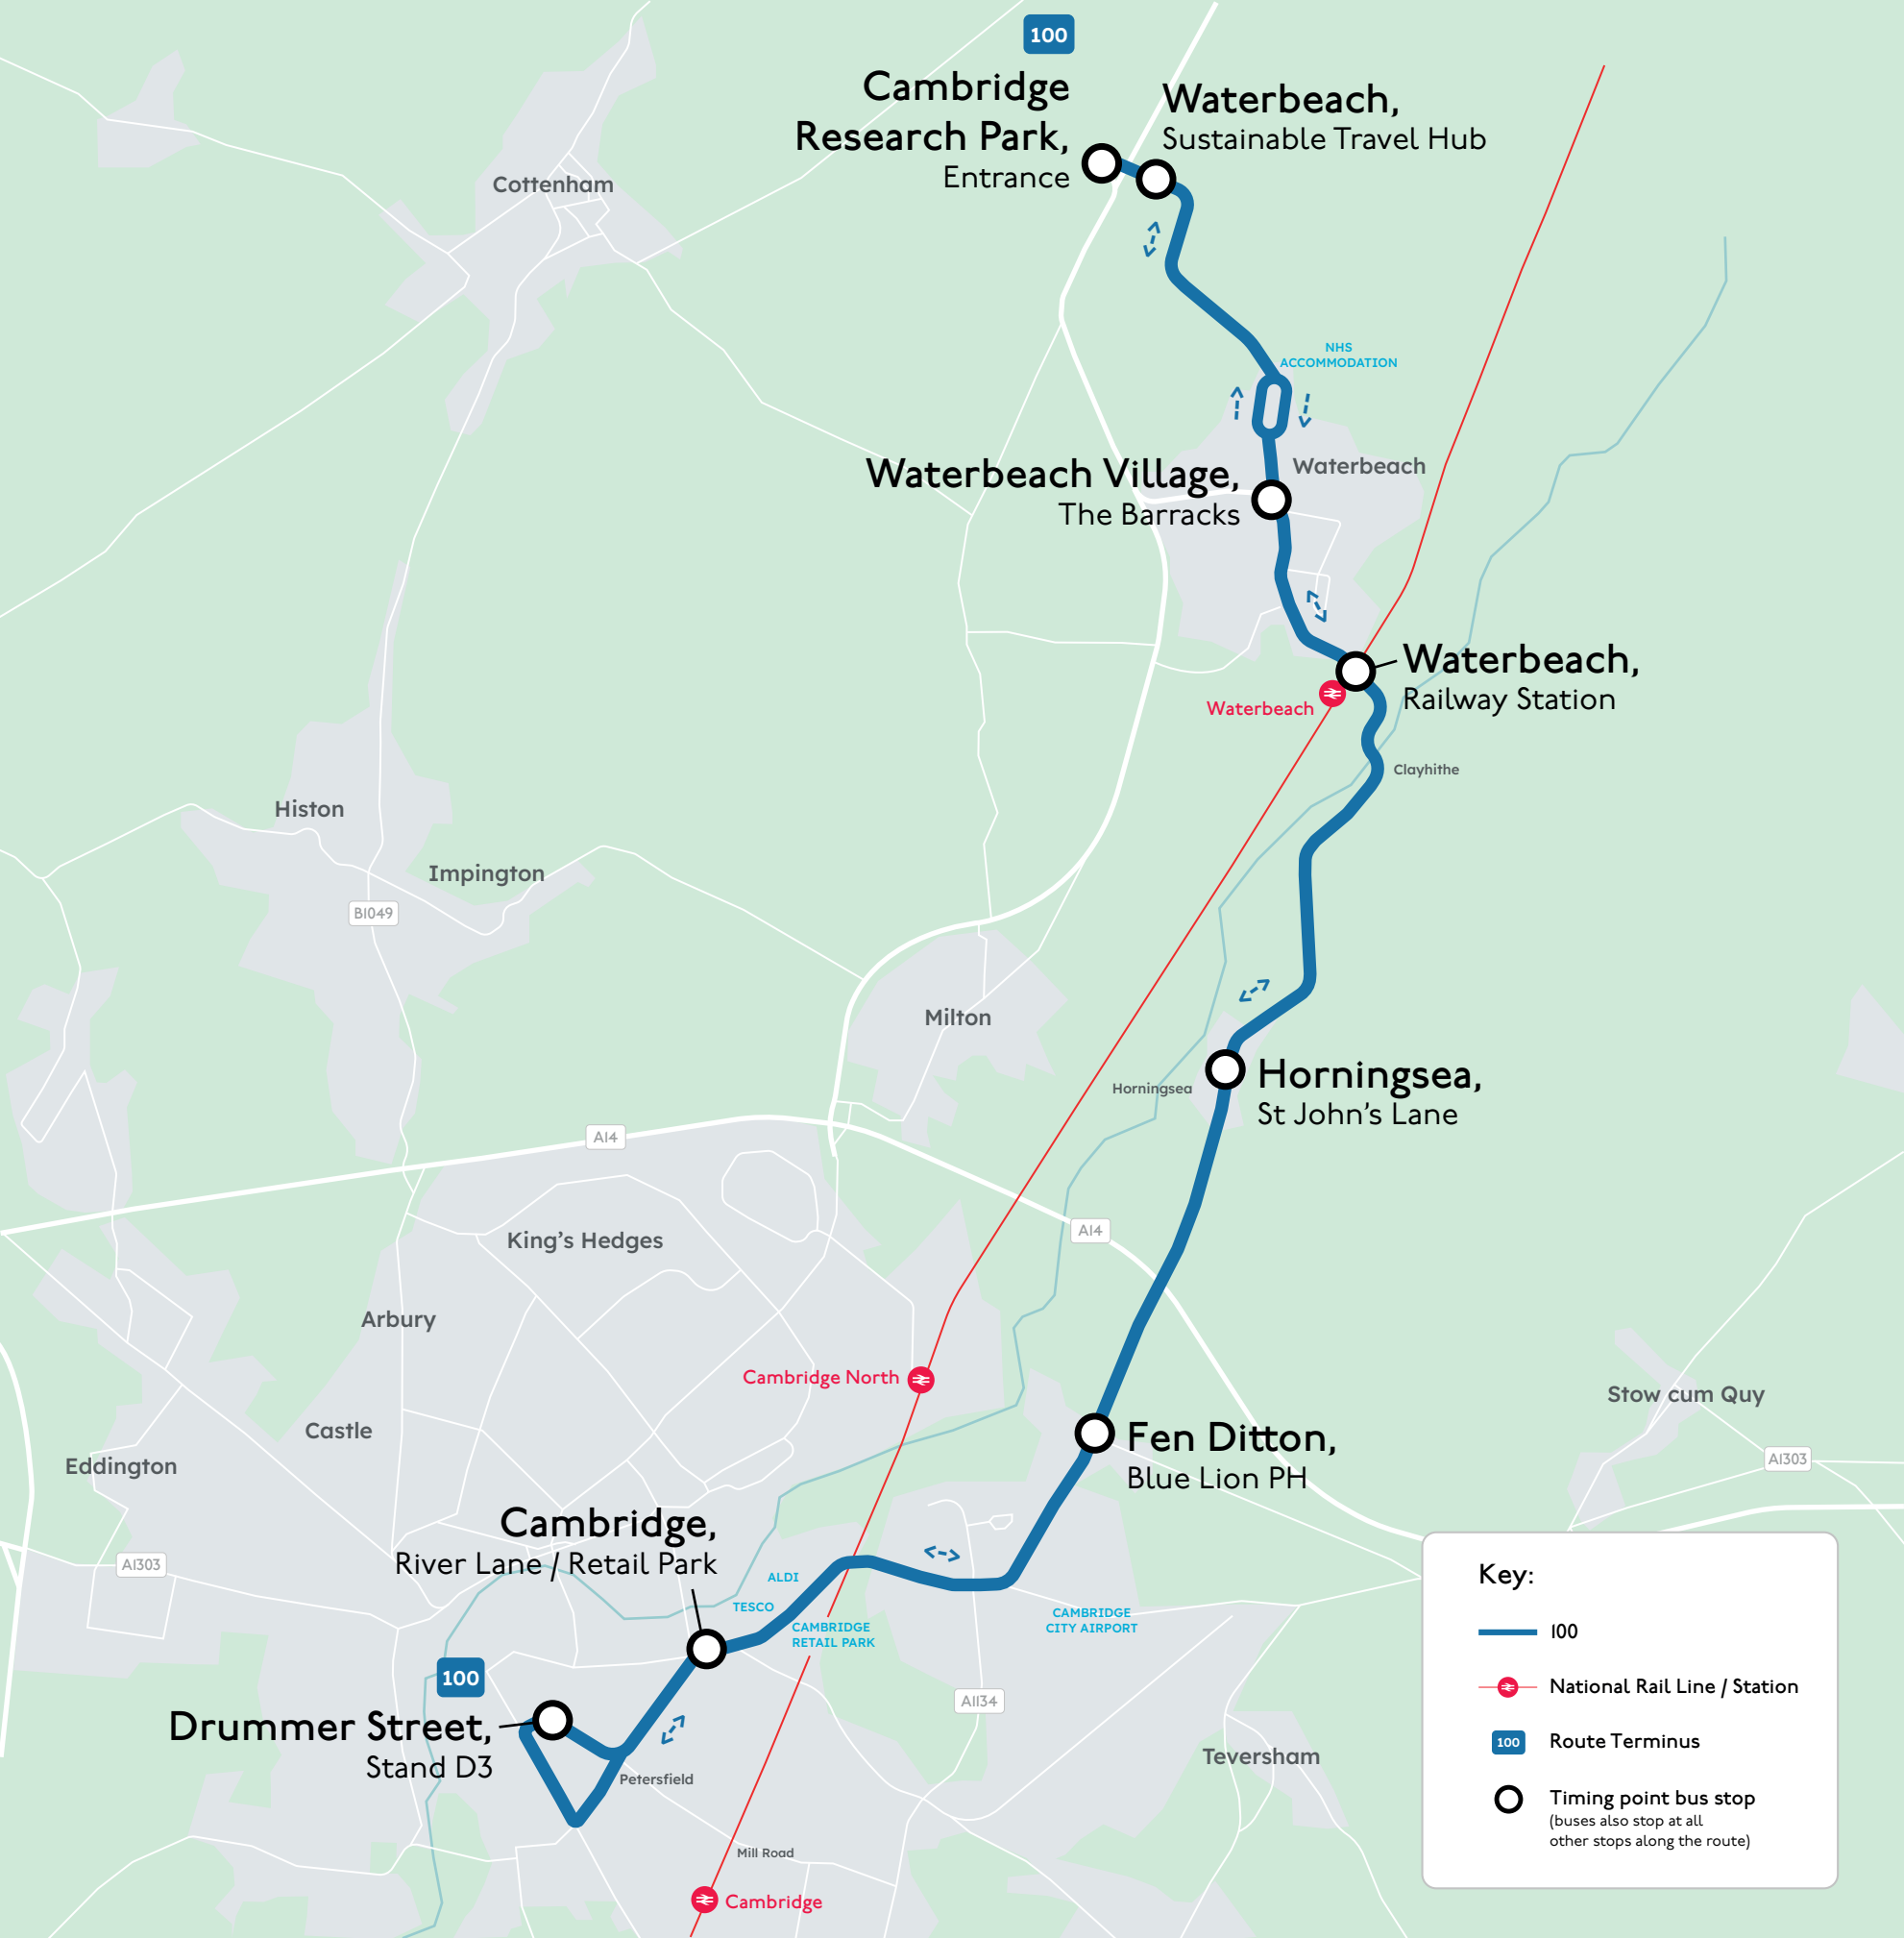 100
Cambridge
Research Park,
Entrance
Waterbeach,
Sustainable Travel Hub
Cottenham
NHS
ACCOMMODATION
Waterbeach Village,
The Barracks
Waterbeach
Waterbeach,
Railway Station
Waterbeach
Clayhithe
Histon
Impington
B1049
Milton
Horningsea,
St John's Lane
Horningsea
A14
A14
King's Hedges
Arbury
Cambridge North
Castle
Eddington
Stow cum Quy
A1303
Fen Ditton,
Blue Lion PH
Cambridge,
River Lane / Retail Park
A1303
ALDI
TESCO
CAMBRIDGE
RETAIL PARK
CAMBRIDGE
CITY AIRPORT
100
Drummer Street,
Stand D3
A1134
Petersfield
Teversham
Mill Road
Cambridge
Key:
100
National Rail Line / Station
100 Route Terminus
Timing point bus stop
(buses also stop at all
other stops along the route)